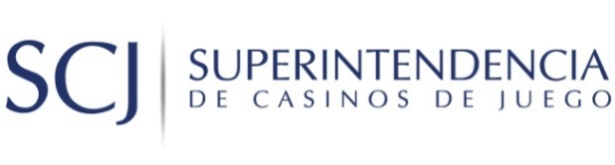 SCJ
SUPERINTENDENCIA
DE CASINOS DE JUEGO